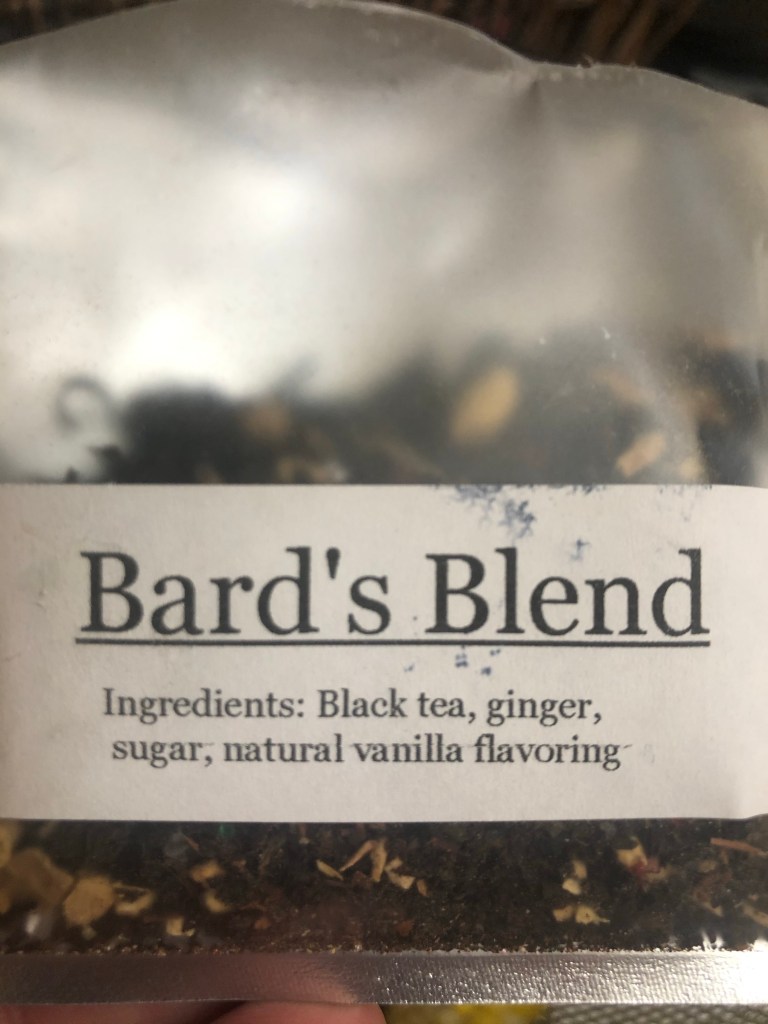 Bard's Blend
Ingredients: Black tea, ginger,
sugar, natural vanilla flavoring